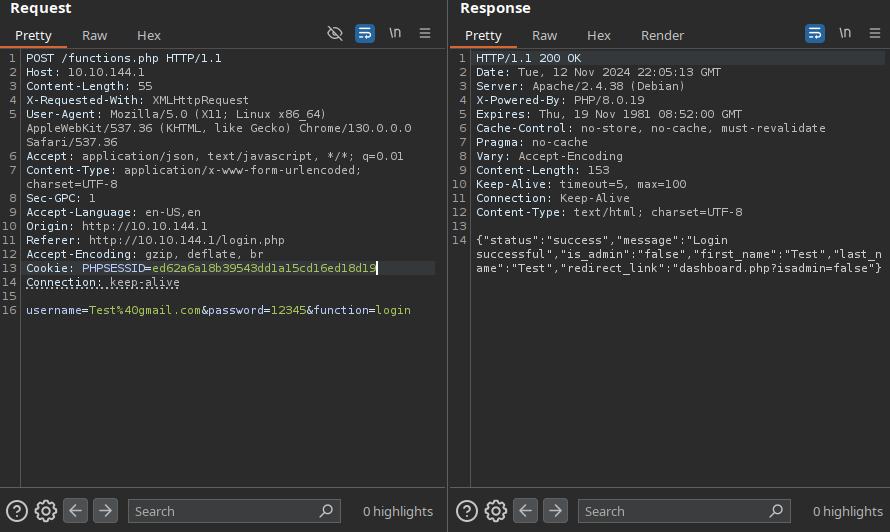 Request
Pretty Raw Hex \n
1 POST /functions.php HTTP/1.1
2 Host: 10.10.144.1
3 Content-Length: 55
4 X-Requested-With: XMLHttpRequest
5 User-Agent: Mozilla/5.0 (X11; Linux x86_64)
AppleWebKit/537.36 (KHTML, like Gecko) Chrome/130.0.0.0
Safari/537.36
6 Accept: application/json, text/javascript, */*; q=0.01
7 Content-Type: application/x-www-form-urlencoded;
charset=UTF-8
8 Sec-GPC: 1
9 Accept-Language: en-US,en
10 Origin: http://10.10.144.1
11 Referer: http://10.10.144.1/login.php
12 Accept-Encoding: gzip, deflate, br
13 Cookie: PHPSESSID=ed62a6a18b39543dd1a15cd16ed18d19
14 Connection: keep-alive
15
16 username=Test%40gmail.com&password=12345&function=login
Search
0 highlights
Response
Pretty Raw Hex Render \n
1 HTTP/1.1 200 OK
2 Date: Tue, 12 Nov 2024 22:05:13 GMT
3 Server: Apache/2.4.38 (Debian)
4 X-Powered-By: PHP/8.0.19
5 Expires: Thu, 19 Nov 1981 08:52:00 GMT
6 Cache-Control: no-store, no-cache, must-revalidate
7 Pragma: no-cache
8 Vary: Accept-Encoding
9 Content-Length: 153
10 Keep-Alive: timeout=5, max=100
11 Connection: Keep-Alive
12 Content-Type: text/html; charset=UTF-8
13
14 {"status":"success","message":"Login
successful","is_admin":"false","first_name":"Test","last_n
ame":"Test","redirect_link":"dashboard.php?isadmin=false"}
Search
0 highlights